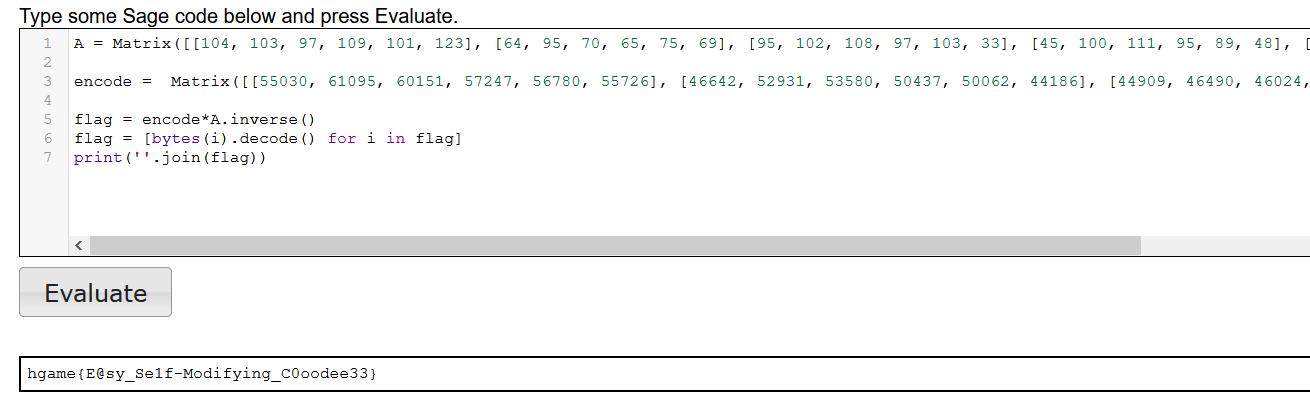 Type some Sage code below and press Evaluate.
1 A = Matrix([[104, 103, 97, 109, 101, 123], [64, 95, 70, 65, 75, 69], [95, 102, 108, 97, 103, 33], [45, 100, 111, 95, 89, 48], [
2
3 encode =  Matrix([[55030, 61095, 60151, 57247, 56780, 55726], [46642, 52931, 53580, 50437, 50062, 44186], [44909, 46490, 46024,
4
5 flag = encode*A.inverse()
6 flag = [bytes(i).decode() for i in flag]
7 print(''.join(flag))
Evaluate
hgame{E@sy_Se1f-Modifying_C0oodee33}